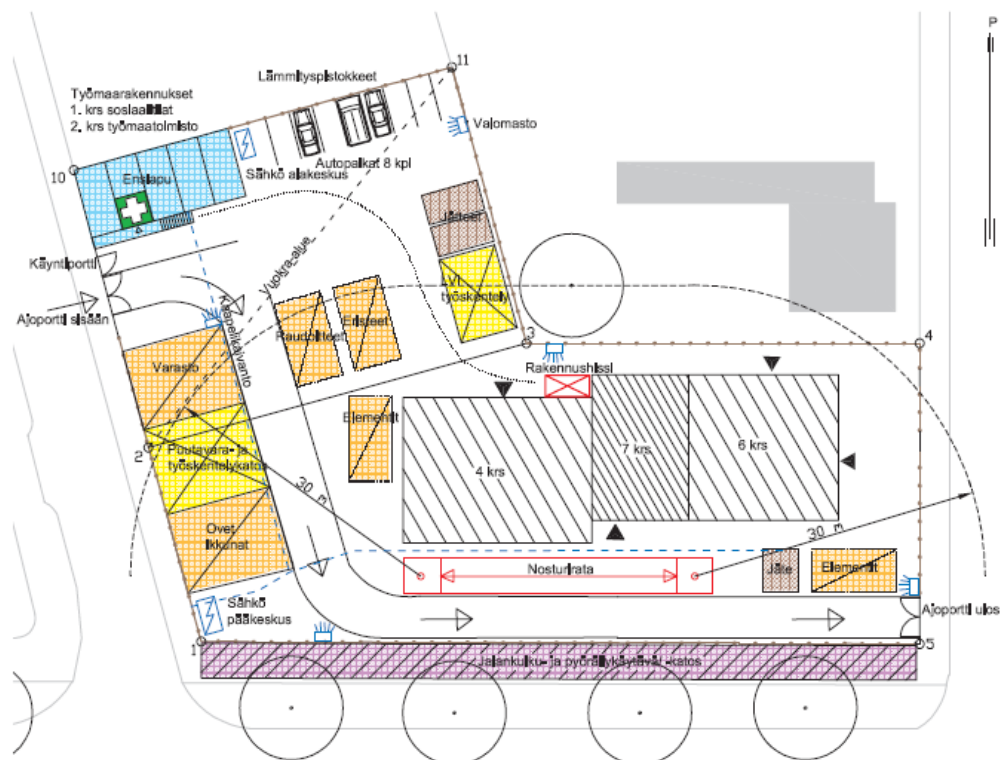 P
11
Lämmityspistokkeet
Työmaarakennukset
1. krs sosiaalitilat
2. krs työmaatoimisto
Valomasto
Autopaikat 8 kpl
Sähkö alakeskus
10
Ensiapu
Jätteet
Käyntiportti
Vuokra-alue
LVI
työskentely
Ajoportti sisään
Kaapelikaivanto
Raudoitteet
Eristeet
3
4
Varasto
Rakennushissi
Elementit
2
Puutavara- ja
työskentelykatos
4 krs
7 krs
6 krs
30 m
30 m
Ovet
Ikkunat
Nosturirata
Jäte
Elementit
Sähkö
pääkeskus
Ajoportti ulos
1
5
Jalankulku- ja pyöräilykäytävä/ -katos